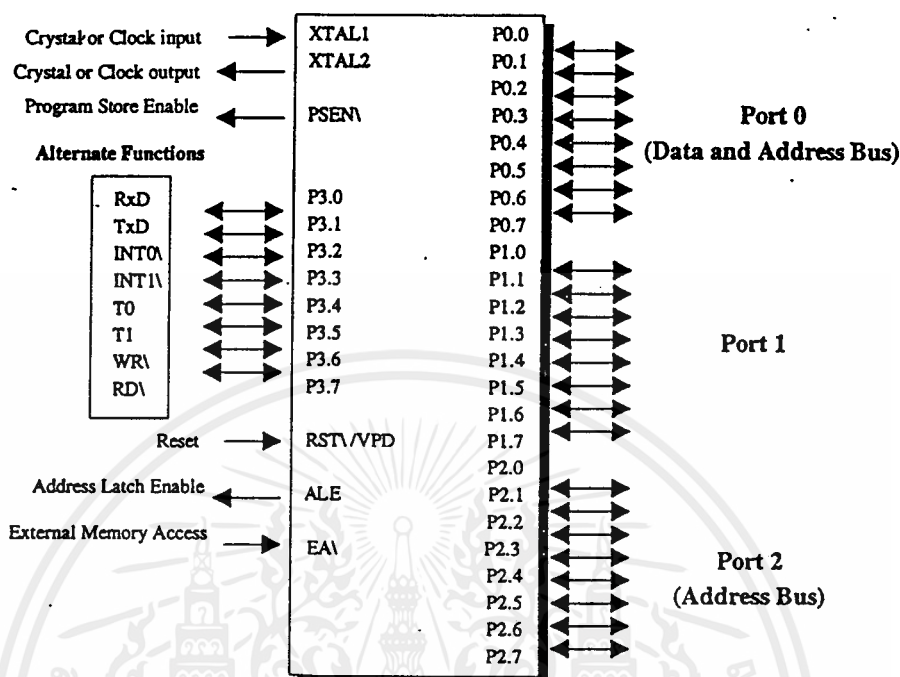 Crystal or Clock input
Crystal or Clock output
Program Store Enable
Alternate Functions
RxD
TxD
INT0\
INT1\
T0
T1
WR\
RD\
Reset
Address Latch Enable
External Memory Access
XTAL1
XTAL2
PSEN\
P3.0
P3.1
P3.2
P3.3
P3.4
P3.5
P3.6
P3.7
RST\/VPD
ALE
EA\
P0.0
P0.1
P0.2
P0.3
P0.4
P0.5
P0.6
P0.7
P1.0
P1.1
P1.2
P1.3
P1.4
P1.5
P1.6
P1.7
P2.0
P2.1
P2.2
P2.3
P2.4
P2.5
P2.6
P2.7
Port 0
(Data and Address Bus)
Port 1
Port 2
(Address Bus)